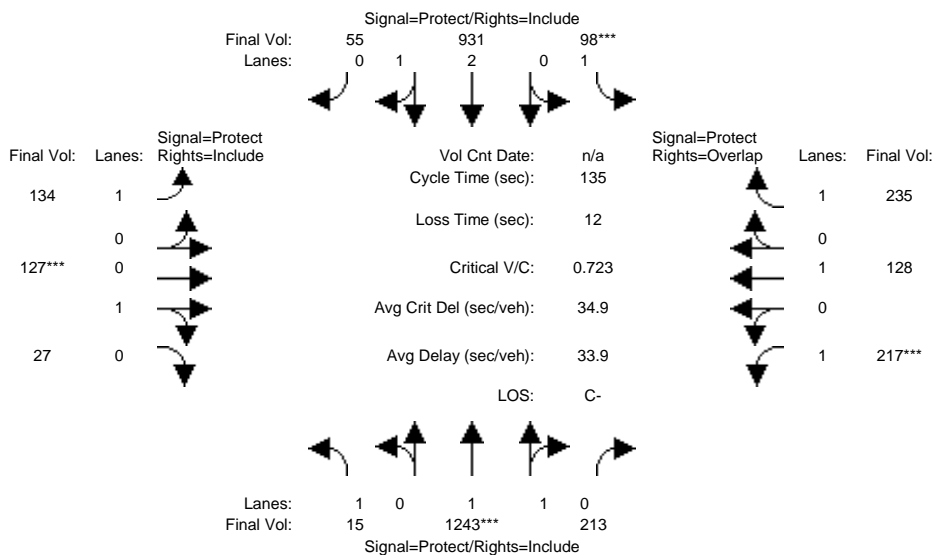 Signal=Protect/Rights=Include
Final Vol: 55 931 98***
Lanes: 0 1 2 0 1
Signal=Protect
Final Vol: Lanes: Rights=Include
Vol Cnt Date: n/a
Signal=Protect
Rights=Overlap Lanes: Final Vol:
Cycle Time (sec): 135
134 1
1 235
Loss Time (sec): 12
0
0
127*** 0
Critical V/C: 0.723
1 128
1
Avg Crit Del (sec/veh): 34.9
0
27 0
Avg Delay (sec/veh): 33.9
1 217***
LOS: C-
Lanes: 1 0 1 1 0
Final Vol: 15 1243*** 213
Signal=Protect/Rights=Include